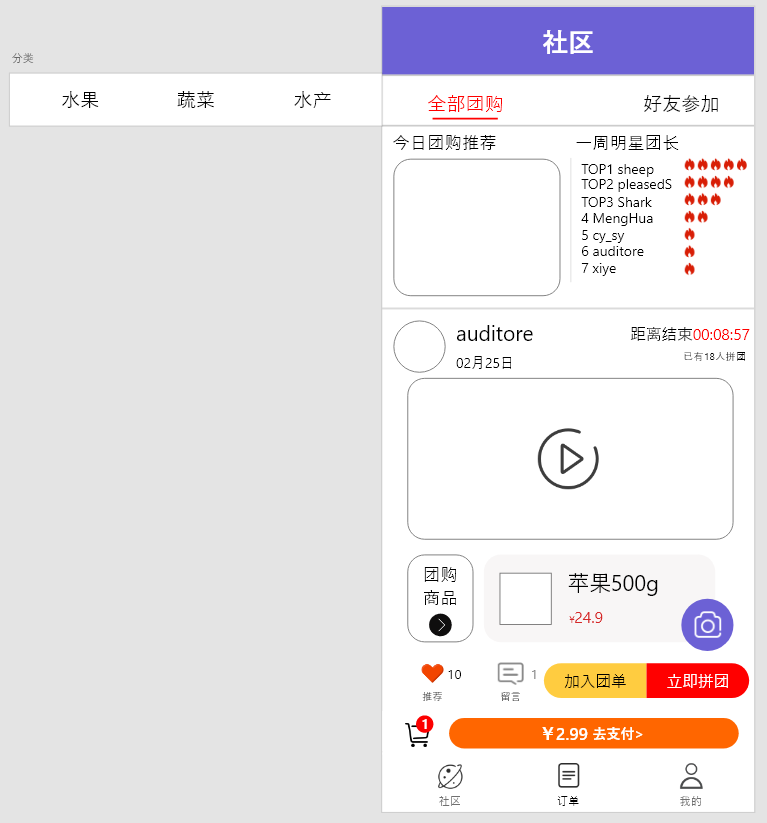 分类
水果 蔬菜 水产
社区
全部团购 好友参加
今日团购推荐
一周明星团长
TOP1 sheep
TOP2 pleasedS
TOP3 Shark
4 MengHua
5 cy_sy
6 auditore
7 xiye
auditore
02月25日
距离结束00:08:57
已有18人拼团
团购
商品
苹果500g
¥24.9
10
推荐
1
留言
加入团单
立即拼团
1
¥2.99 去支付>
社区 订单 我的